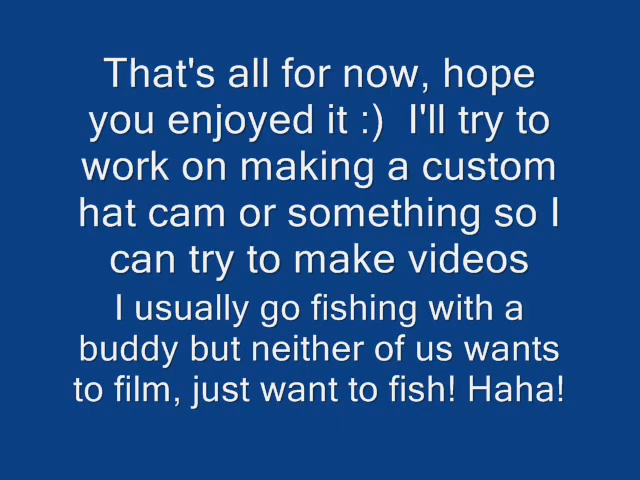 That's all for now, hope
you enjoyed it :)  I'll try to
work on making a custom
hat cam or something so I
can try to make videos
I usually go fishing with a
buddy but neither of us wants
to film, just want to fish! Haha!